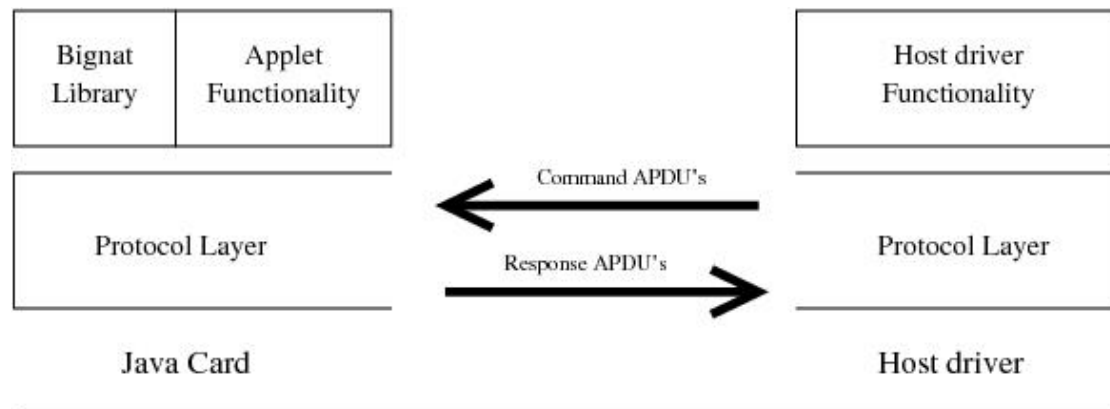 Bignat
Library
Applet
Functionality
Host driver
Functionality
Command APDU's
Protocol Layer
Protocol Layer
Response APDU's
Java Card
Host driver